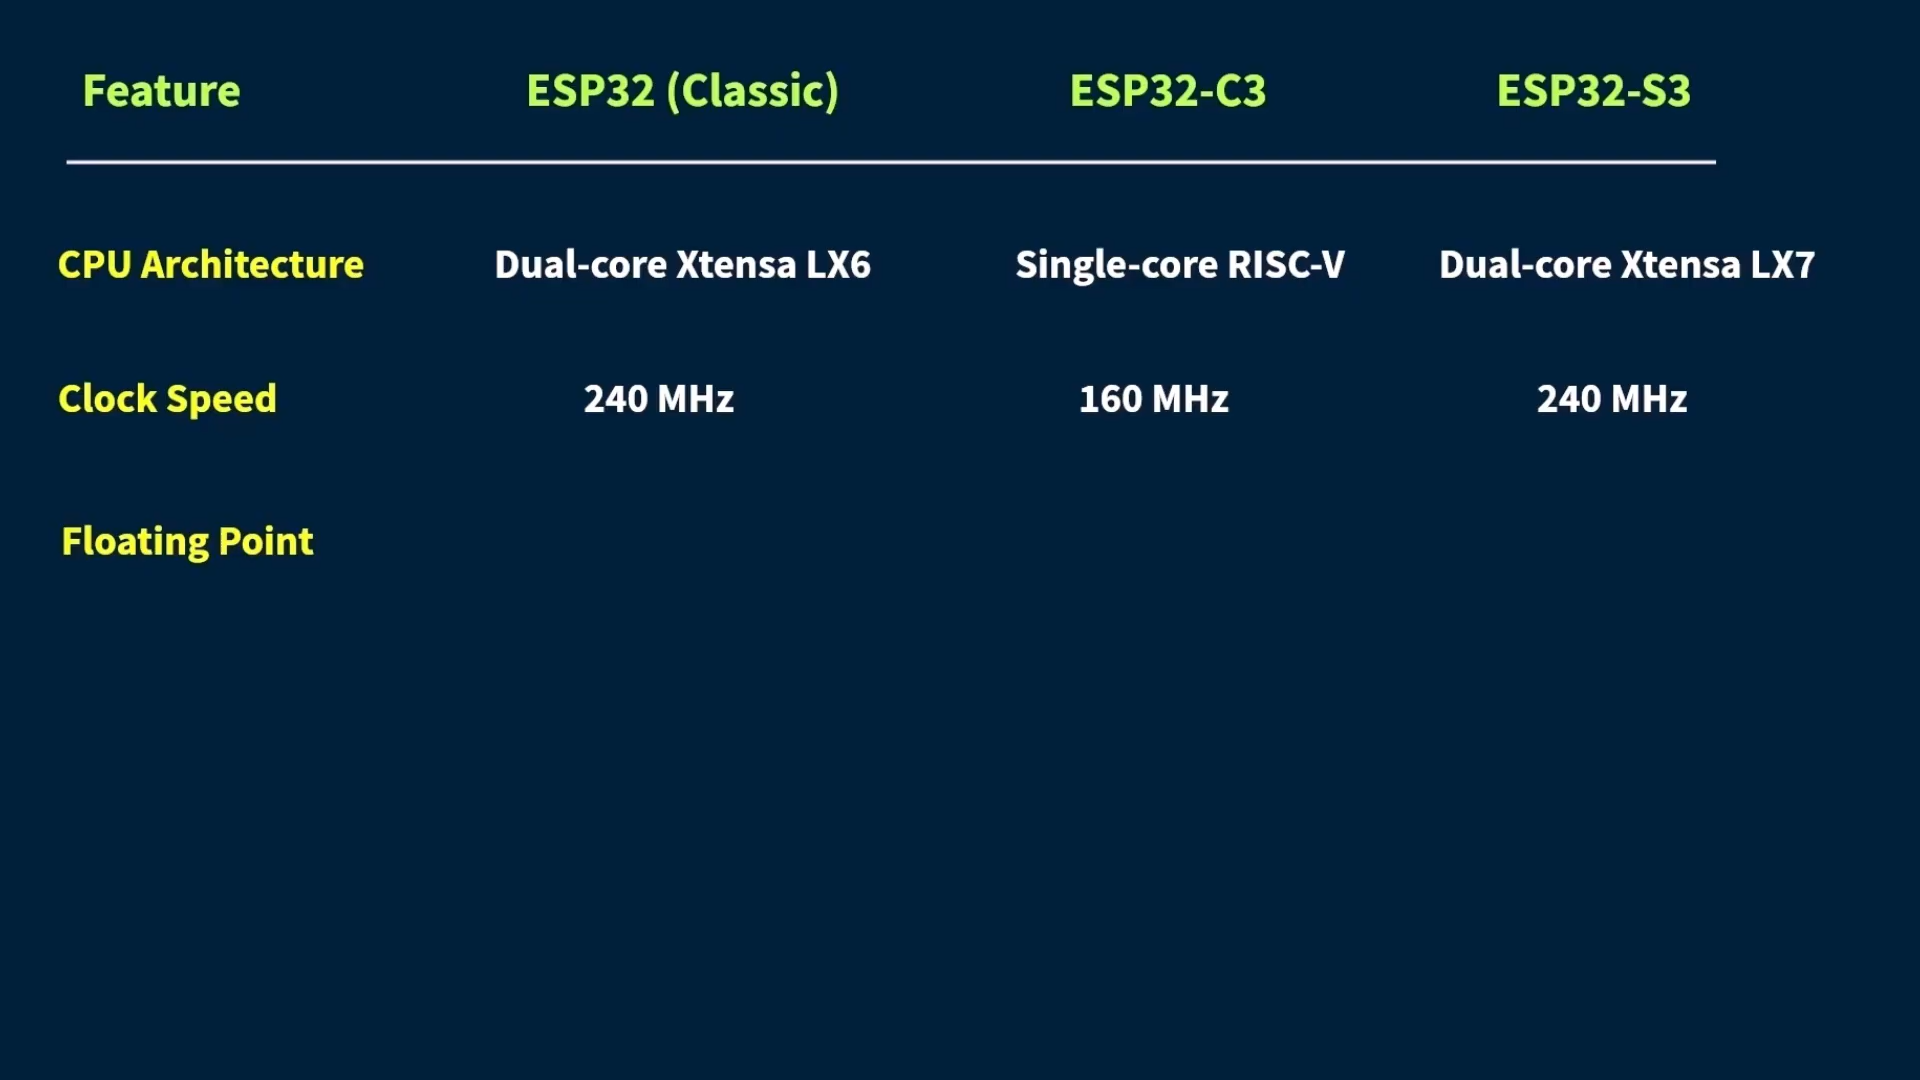 Feature ESP32 (Classic) ESP32-C3 ESP32-S3
CPU Architecture Dual-core Xtensa LX6 Single-core RISC-V Dual-core Xtensa LX7
Clock Speed 240 MHz 160 MHz 240 MHz
Floating Point